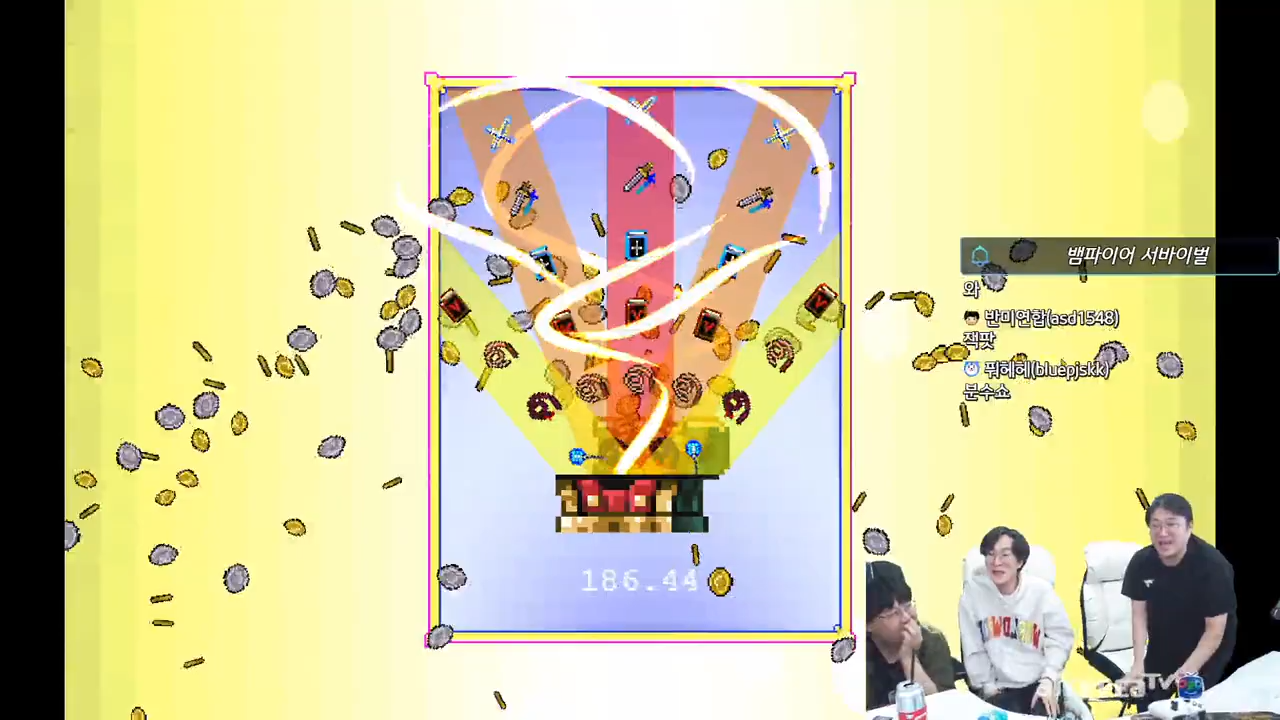 뱀파이어 서바이벌
와
반미연합(asd1548)
잭팟
뀌헤헤(bluepjskk)
분수쇼
186.44